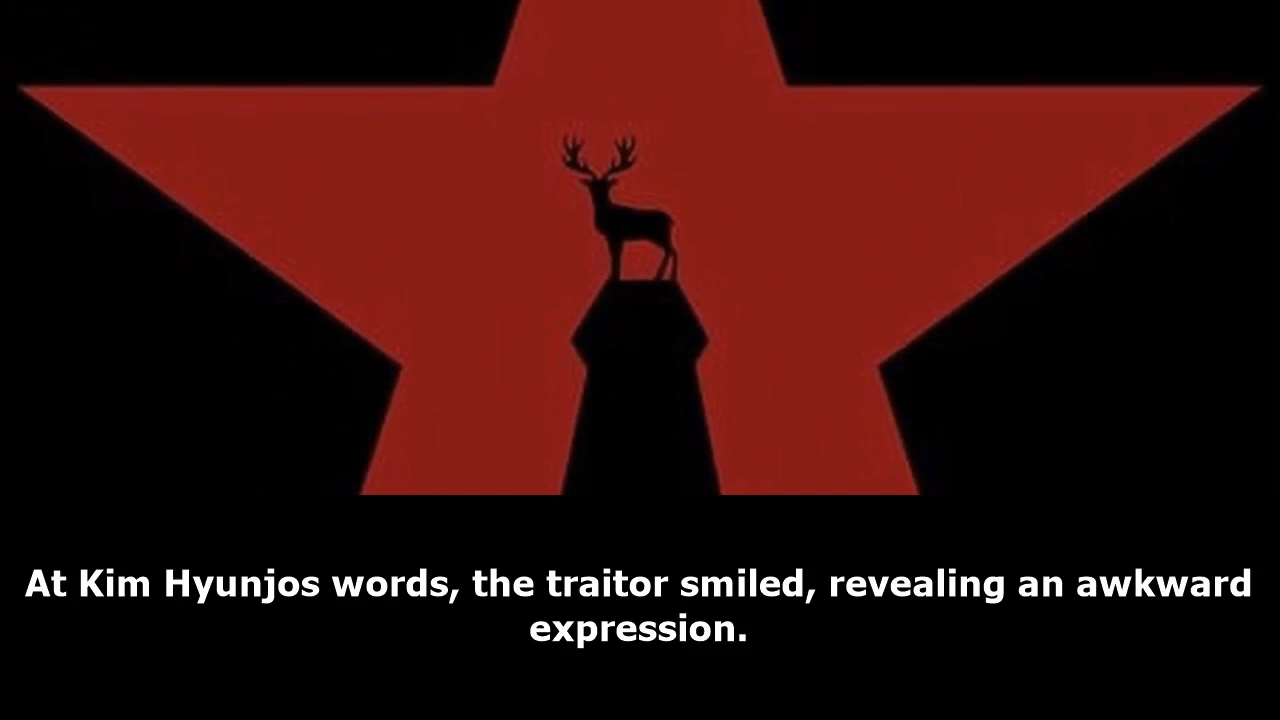 At Kim Hyunjos words, the traitor smiled, revealing an awkward
expression.